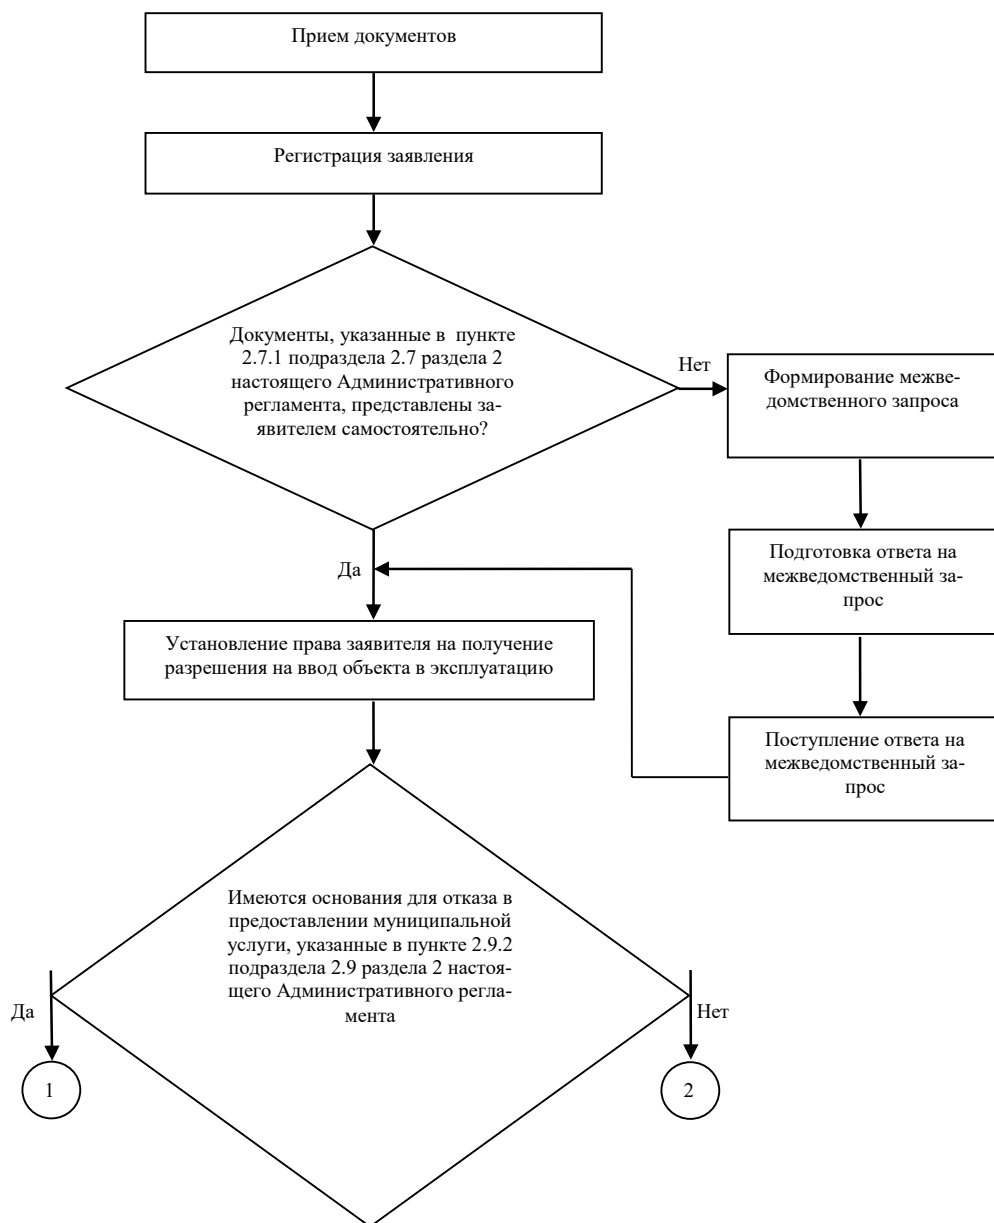 Прием документов
Регистрация заявления
Документы, указанные в пункте
2.7.1 подраздела 2.7 раздела 2
настоящего Административного
регламента, представлены за-
явителем самостоятельно?
Нет
Формирование межве-
домственного запроса
Подготовка ответа на
межведомственный за-
прос
Да
Установление права заявителя на получение
разрешения на ввод объекта в эксплуатацию
Поступление ответа на
межведомственный за-
прос
Имеются основания для отказа в
предоставлении муниципальной
услуги, указанные в пункте 2.9.2
подраздела 2.9 раздела 2 настоя-
щего Административного регла-
мента
Да
Нет
1
2